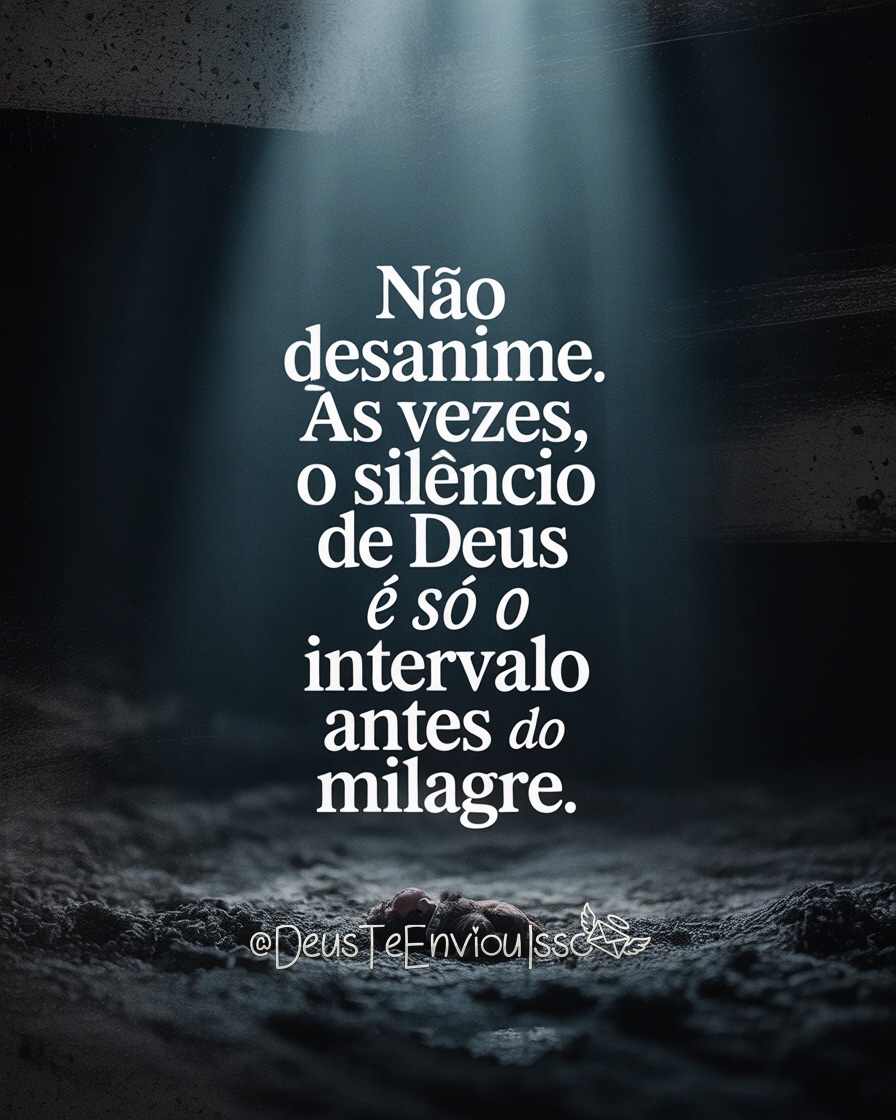 Não
desanime.
Às vezes,
o silêncio
de Deus
é só o
intervalo
antes do
milagre.
@DeusTeEnviouIsso